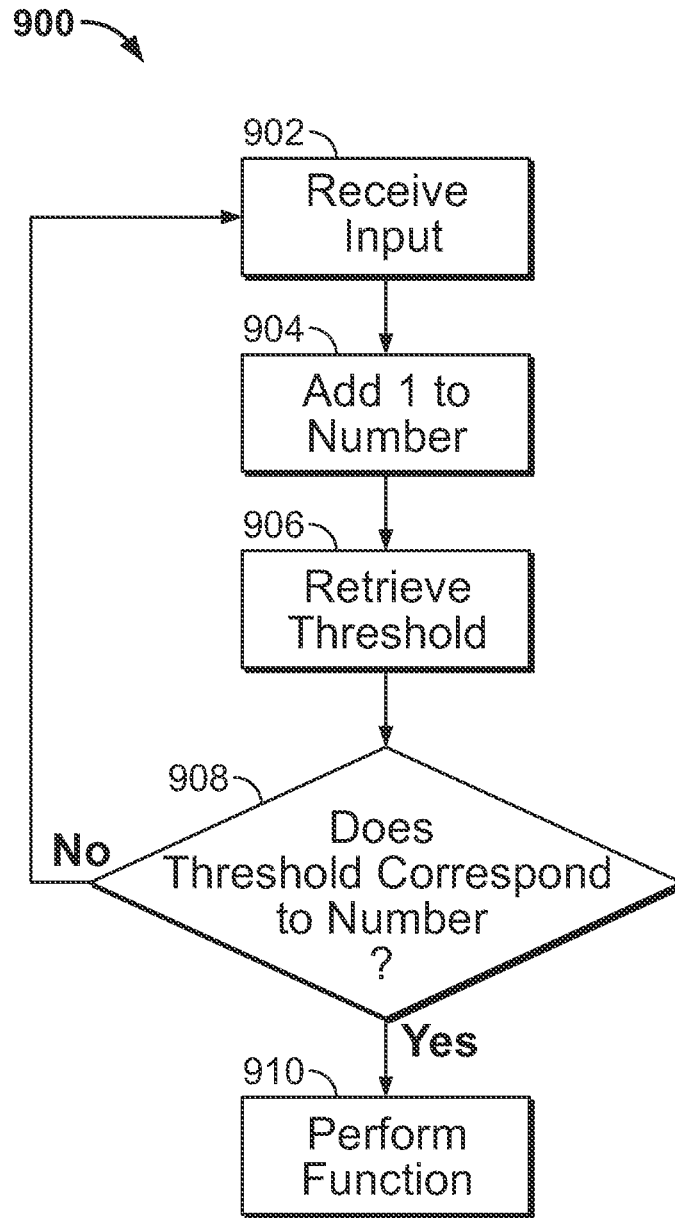 900
902
Receive
Input
904
Add 1 to
Number
906
Retrieve
Threshold
908
Does
Threshold Correspond
to Number
?
No
Yes
910
Perform
Function